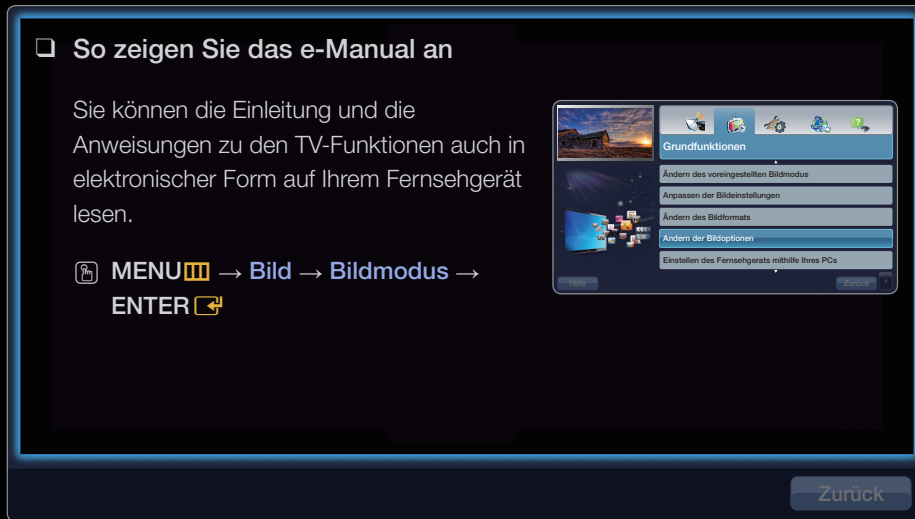 ❑ So zeigen Sie das e-Manual an
Sie können die Einleitung und die
Anweisungen zu den TV-Funktionen auch in
elektronischer Form auf Ihrem Fernsehgerät
lesen.
MENU → Bild → Bildmodus →
ENTER
Grundfunktionen
Ändern des voreingestellten Bildmodus
Anpassen der Bildeinstellungen
Ändern des Bildformats
Andern der Bildoptionen
Einstellen des Fernsehgerats mithilfe Ihres PCs
Hilfe
Zurück
Zurück